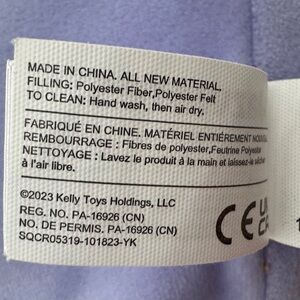 MADE IN CHINA. ALL NEW MATERIAL,
FILLING: Polyester Fiber,Polyester Felt
TO CLEAN: Hand wash, then air dry.
FABRIQUÉ EN CHINE. MATÉRIEL ENTIÉREMENT
REMBOURRAGE : Fibres de polyester,Feutrine Polyester
NETTOYAGE : Lavez le produit à la main et laissez-le
à l'air libre.
©2023 Kelly Toys Holdings, LLC
REG. NO. PA-16926 (CN)
NO. DE PERMIS. PA-16926 (CN)
SQCR05319-101823-YK
CE